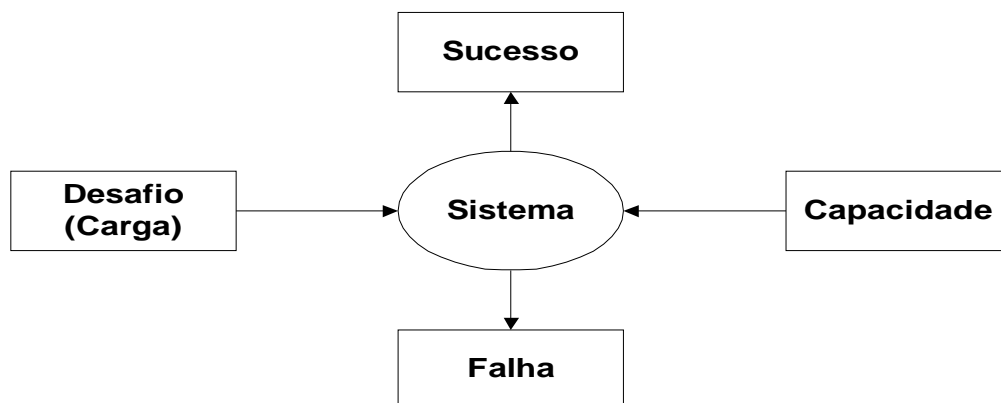 Sucesso
Desafio
(Carga)
Sistema
Capacidade
Falha